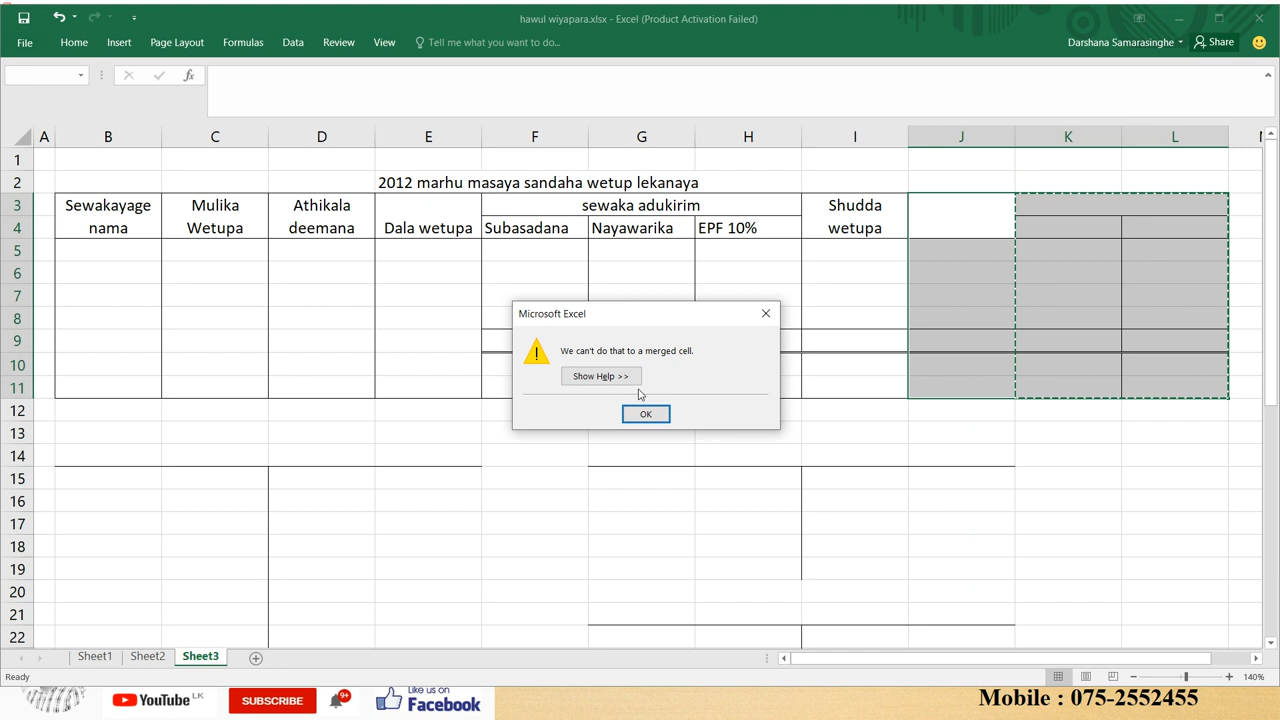 hawul wiyapara.xlsx - Excel (Product Activation Failed)
File Home Insert Page Layout Formulas Data Review View Tell me what you want to do... Darshana Samarasinghe Share
fx
A B C D E F G H I J K L
1
2 2012 marhu masaya sandaha wetup lekanaya
3 Sewakayage Mulika Athikala sewaka adukirim Shudda
4 nama Wetupa deemana Dala wetupa Subasadana Nayawarika EPF 10% wetupa
5
6
7
8
9
10
11
12
13
14
15
16
17
18
19
20
21
22
Microsoft Excel
We can't do that to a merged cell.
Show Help >>
OK
Sheet1 Sheet2 Sheet3
Ready 140%
YouTube LK SUBSCRIBE 9+ Like us on Facebook
Mobile : 075-2552455